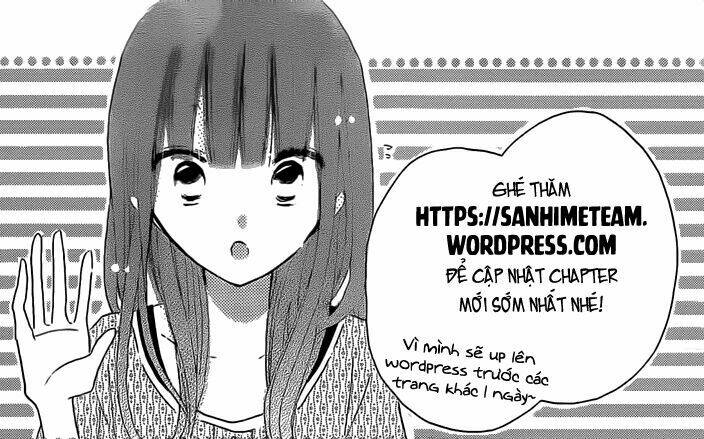 GHÉ THĂM
HTTPS://SANHIMETEAM.
WORDPRESS.COM
ĐỂ CẬP NHẬT CHAPTER
MỚI SỚM NHẤT NHÉ!
Vì mình sẽ up lên
wordpress trước các
trang khác 1 ngày~